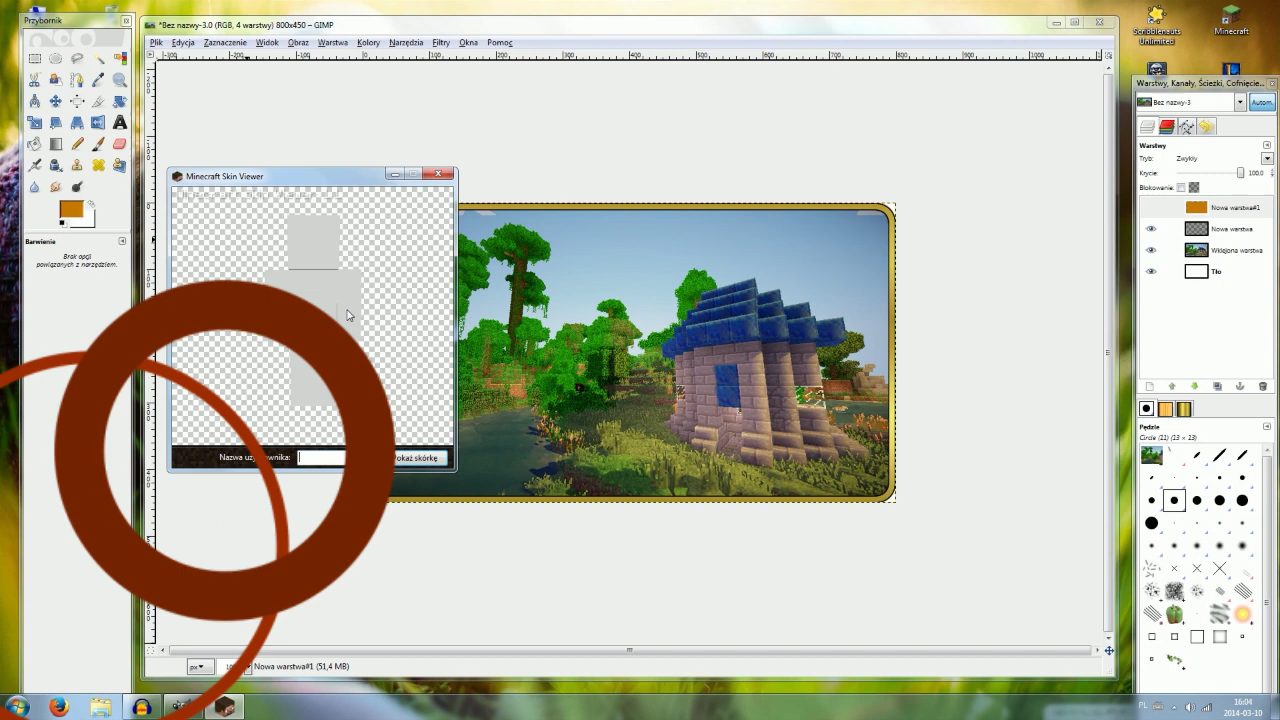 Przybornik
*Bez nazwy-3.0 (RGB, 4 warstwy) 800x450 – GIMP
Plik Edycja Zaznaczenie Widok Obraz Warstwa Kolory Narzędzia Filtry Okna Pomoc
Scribblenauts Unlimited
Minecraft
Warstwy, Kanały, Ścieżki, Cofnięcie...
Bez nazwy-3
Autom.
Warstwy
Tryb: Zwykły
Krycie: 100.0
Blokowanie:
Nowa warstwa#1
Nowa warstwa
Wklejona warstwa
Tło
Barwienie
Brak opcji
powiązanych z narzędziem.
Minecraft Skin Viewer
Pokaż skórkę
Pędzle
Circle (11) (13 × 13)
px
Nowa warstwa#1 (51,4 MB)
PL
16:04
2014-03-10